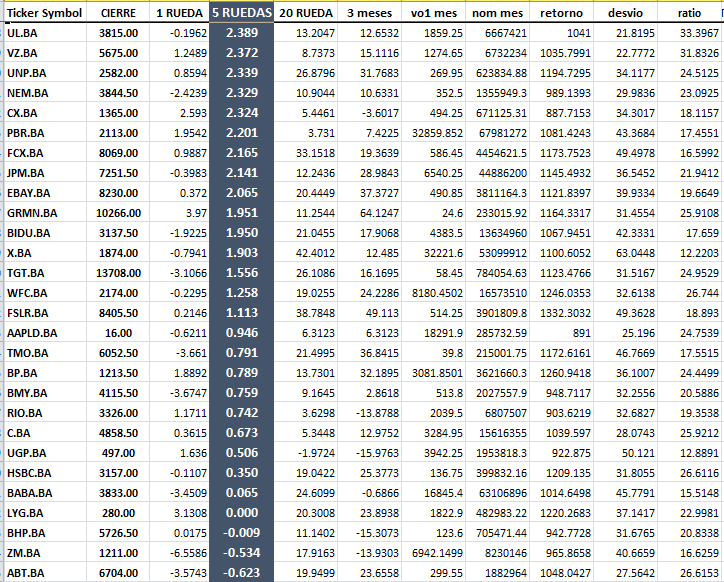 Ticker Symbol CIERRE 1 RUEDA 5 RUEDAS 20 RUEDA 3 meses vo1 mes nom mes retorno desvio ratio
UL.BA 3815.00 -0.1962 2.389 13.2047 12.6532 1859.25 6667421 1041 21.8195 33.3967
VZ.BA 5675.00 1.2489 2.372 8.7373 15.1116 1274.65 6732234 1035.7991 22.7772 31.8326
UNP.BA 2582.00 0.8594 2.339 26.8796 31.7683 269.95 623834.88 1194.7295 34.1177 24.5125
NEM.BA 3844.50 -2.4239 2.329 10.9044 10.6331 352.5 1355949.3 989.1393 29.9836 23.0925
CX.BA 1365.00 2.593 2.324 5.4461 -3.6017 494.25 671125.31 887.7153 34.3017 18.1157
PBR.BA 2113.00 1.9542 2.201 3.731 7.4225 32859.852 67981272 1081.4243 43.3684 17.4551
FCX.BA 8069.00 0.9887 2.165 33.1518 19.3639 586.45 4454621.5 1173.7523 49.4978 16.5992
JPM.BA 7251.50 -0.3983 2.141 12.2436 28.9843 6540.25 44886200 1145.4932 36.5452 21.9412
EBAY.BA 8230.00 0.372 2.065 20.4449 37.3727 490.85 3811164.3 1121.8397 39.9334 19.6649
GRMN.BA 10266.00 3.97 1.951 11.2544 64.1247 24.6 233015.92 1164.3317 31.4554 25.9108
BIDU.BA 3137.50 -1.9225 1.950 21.0455 17.9068 4383.5 13634960 1067.9451 42.3331 17.659
X.BA 1874.00 -0.7941 1.903 42.4042 12.485 32221.6 53099912 1100.6052 63.0448 12.2203
TGT.BA 13708.00 -3.1066 1.556 26.1086 16.1695 58.45 784054.63 1123.4766 31.5167 24.9529
WFC.BA 2174.00 -0.2295 1.258 19.0255 24.2286 8180.4502 16573510 1246.0353 32.6138 26.744
FSLR.BA 8405.50 0.2146 1.113 38.7848 49.113 514.25 3901809.8 1332.3032 49.3628 18.893
AAPLD.BA 16.00 -0.6211 0.946 6.3123 6.3123 18291.9 285732.59 891 25.196 24.7539
TMO.BA 6052.50 -3.661 0.791 21.4995 36.8415 39.8 215001.75 1172.6161 46.7669 17.5515
BP.BA 1213.50 1.8892 0.789 13.7301 32.1895 3081.8501 3621660.3 1260.9418 36.1007 24.4499
BMY.BA 4115.50 -3.6747 0.759 9.1645 2.8618 513.8 2027557.9 948.7117 32.2556 20.5886
RIO.BA 3326.00 1.1711 0.742 3.6298 -13.8788 2039.5 6807507 903.6219 32.6827 19.3538
C.BA 4858.50 0.3615 0.673 5.3448 12.9752 3284.95 15616355 1039.597 28.0743 25.9212
UGP.BA 497.00 1.636 0.506 -1.9724 -15.9763 3942.25 1953818.3 922.875 50.121 12.8891
HSBC.BA 3157.00 -0.1107 0.350 19.0422 25.3773 136.75 399832.16 1209.135 31.8055 26.6116
BABA.BA 3833.00 -3.4509 0.065 24.6099 -0.6866 16845.4 63106896 1014.6498 45.7791 15.5148
LYG.BA 280.00 3.1308 0.000 20.3008 23.8938 1822.9 482983.22 1220.2683 37.1417 22.9981
BHP.BA 5726.50 0.0175 -0.009 11.1402 -15.3073 123.6 705471.44 942.7728 31.6765 20.8338
ZM.BA 1211.00 -6.5586 -0.534 17.9163 -13.9303 6942.1499 8230146 965.8658 40.6659 16.6259
ABT.BA 6704.00 -3.5743 -0.623 19.9499 23.6558 299.55 1882964 1048.0427 27.5642 26.6153